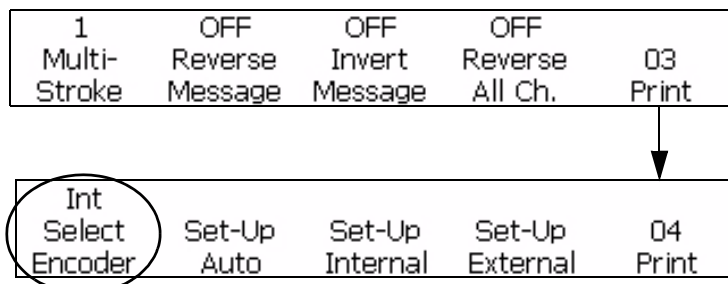 1 OFF OFF OFF
Multi- Reverse Invert Reverse 03
Stroke Message Message All Ch. Print
Int
Select Set-Up Set-Up Set-Up 04
Encoder Auto Internal External Print